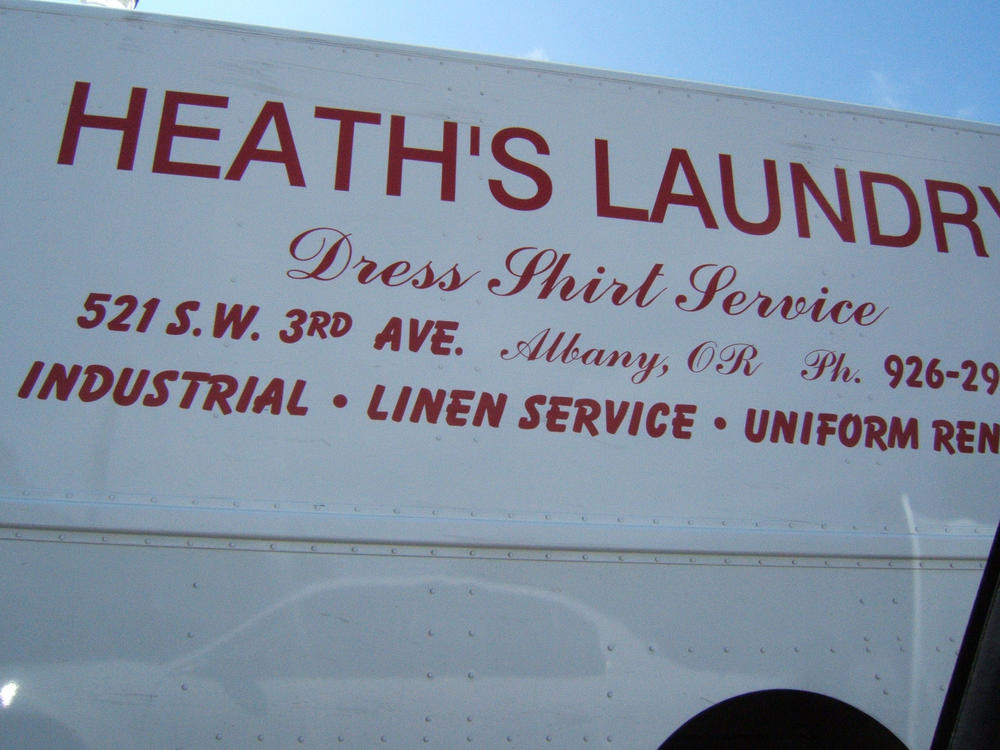 HEATH'S LAUNDRY
Dress Shirt Service
521 S.W. 3RD AVE. Albany, OR Ph. 926-29
INDUSTRIAL • LINEN SERVICE • UNIFORM REN